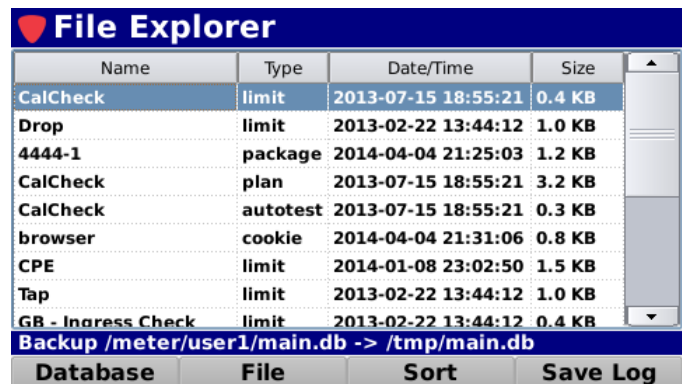 File Explorer
Name Type Date/Time Size
CalCheck limit 2013-07-15 18:55:21 0.4 KB
Drop limit 2013-02-22 13:44:12 1.0 KB
4444-1 package 2014-04-04 21:25:03 1.2 KB
CalCheck plan 2013-07-15 18:55:21 3.2 KB
CalCheck autotest 2013-07-15 18:55:21 0.3 KB
browser cookie 2014-04-04 21:31:06 0.8 KB
CPE limit 2014-01-08 23:02:50 1.5 KB
Tap limit 2013-02-22 13:44:12 1.0 KB
GB - Ingress Check limit 2013-02-22 13:44:12 0.4 KB
Backup /meter/user1/main.db -> /tmp/main.db
Database File Sort Save Log